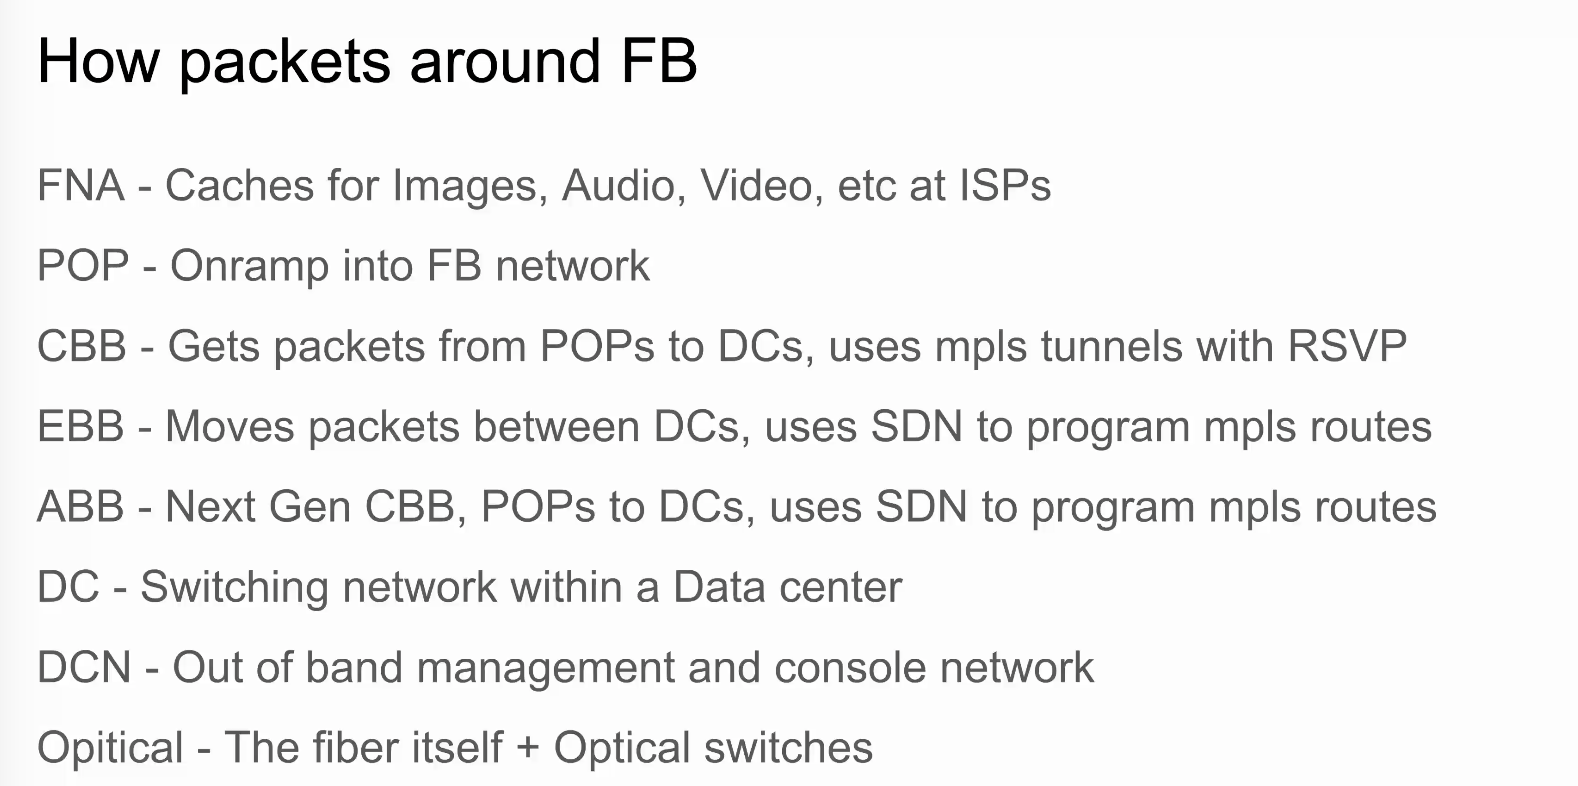 How packets around FB
FNA - Caches for Images, Audio, Video, etc at ISPs
POP - Onramp into FB network
CBB - Gets packets from POPs to DCs, uses mpls tunnels with RSVP
EBB - Moves packets between DCs, uses SDN to program mpls routes
ABB - Next Gen CBB, POPs to DCs, uses SDN to program mpls routes
DC - Switching network within a Data center
DCN - Out of band management and console network
Opitical - The fiber itself + Optical switches